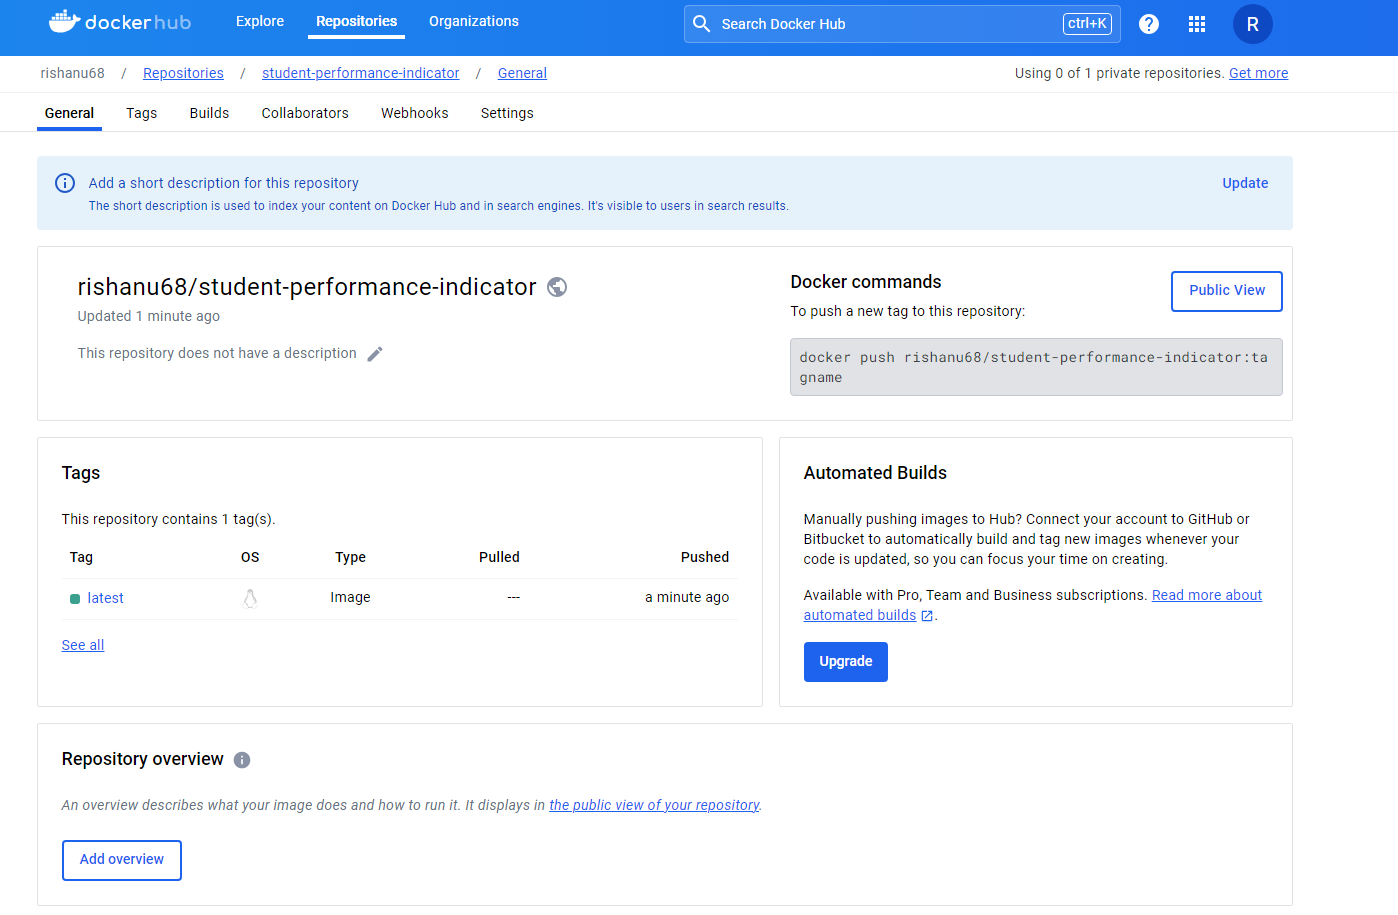 dockerhub
Explore
Repositories
Organizations
Search Docker Hub
ctrl+K
?
R
rishanu68 / Repositories / student-performance-indicator / General
Using 0 of 1 private repositories. Get more
General
Tags
Builds
Collaborators
Webhooks
Settings
Add a short description for this repository
Update
The short description is used to index your content on Docker Hub and in search engines. It's visible to users in search results.
rishanu68/student-performance-indicator
Updated 1 minute ago
This repository does not have a description
Docker commands
Public View
To push a new tag to this repository:
docker push rishanu68/student-performance-indicator:ta
gname
Tags
This repository contains 1 tag(s).
Tag OS Type Pulled Pushed
latest Image --- a minute ago
See all
Automated Builds
Manually pushing images to Hub? Connect your account to GitHub or
Bitbucket to automatically build and tag new images whenever your
code is updated, so you can focus your time on creating.
Available with Pro, Team and Business subscriptions. Read more about
automated builds .
Upgrade
Repository overview
An overview describes what your image does and how to run it. It displays in the public view of your repository.
Add overview